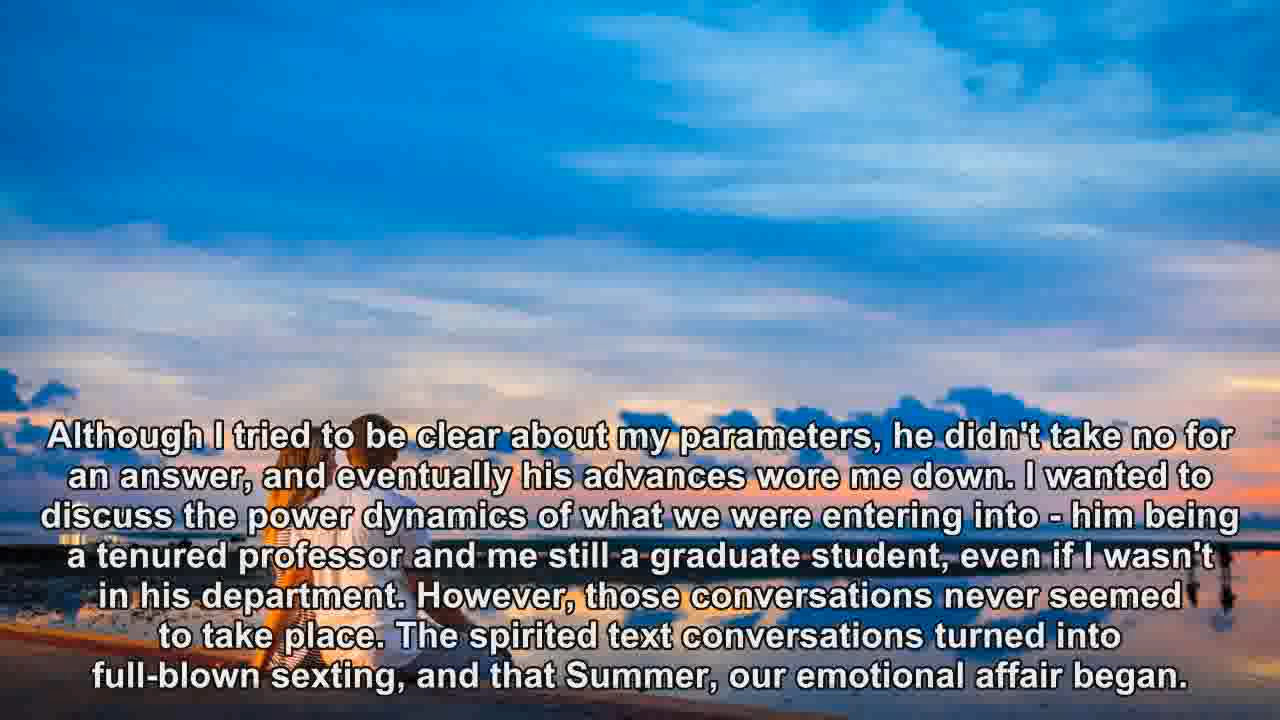 Although I tried to be clear about my parameters, he didn't take no for
an answer, and eventually his advances wore me down. I wanted to
discuss the power dynamics of what we were entering into - him being
a tenured professor and me still a graduate student, even if I wasn't
in his department. However, those conversations never seemed
to take place. The spirited text conversations turned into
full-blown sexting, and that Summer, our emotional affair began.